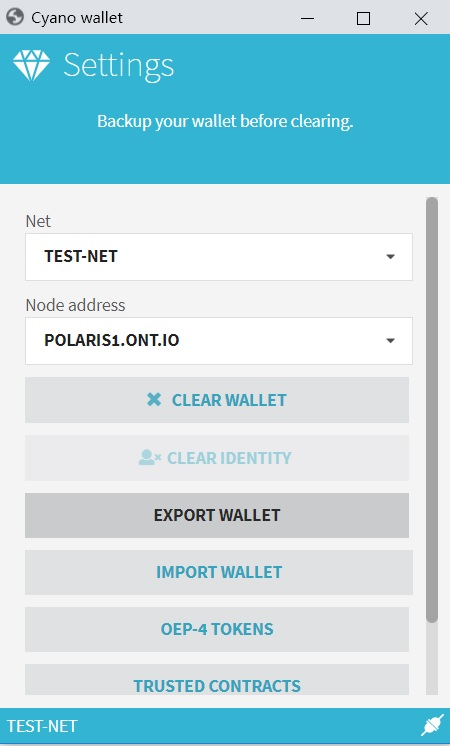 Cyano wallet
Settings
Backup your wallet before clearing.
Net
TEST-NET
Node address
POLARIS1.ONT.IO
CLEAR WALLET
CLEAR IDENTITY
EXPORT WALLET
IMPORT WALLET
OEP-4 TOKENS
TRUSTED CONTRACTS
TEST-NET